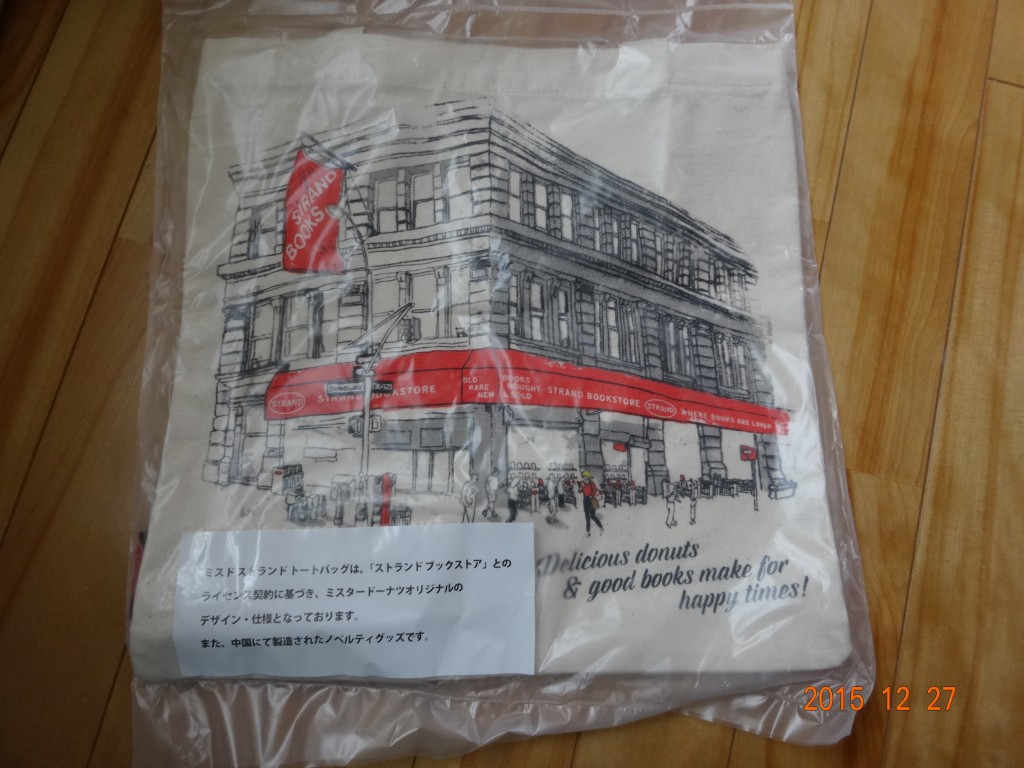 STRAND
BOOKS
STRAND
STRAND BOOKSTORE
OLD
RARE
NEW
BOOKS
BOUGHT
& SOLD
STRAND BOOKSTORE
STRAND
WHERE BOOKS ARE LOVED
Delicious donuts
& good books make for
happy times!
ミスド ストランド トートバッグは、「ストランド ブックストア」との
ライセンス契約に基づき、ミスタードーナツオリジナルの
デザイン・仕様となっております。
また、中国にて製造されたノベルティグッズです。
2015 12 27